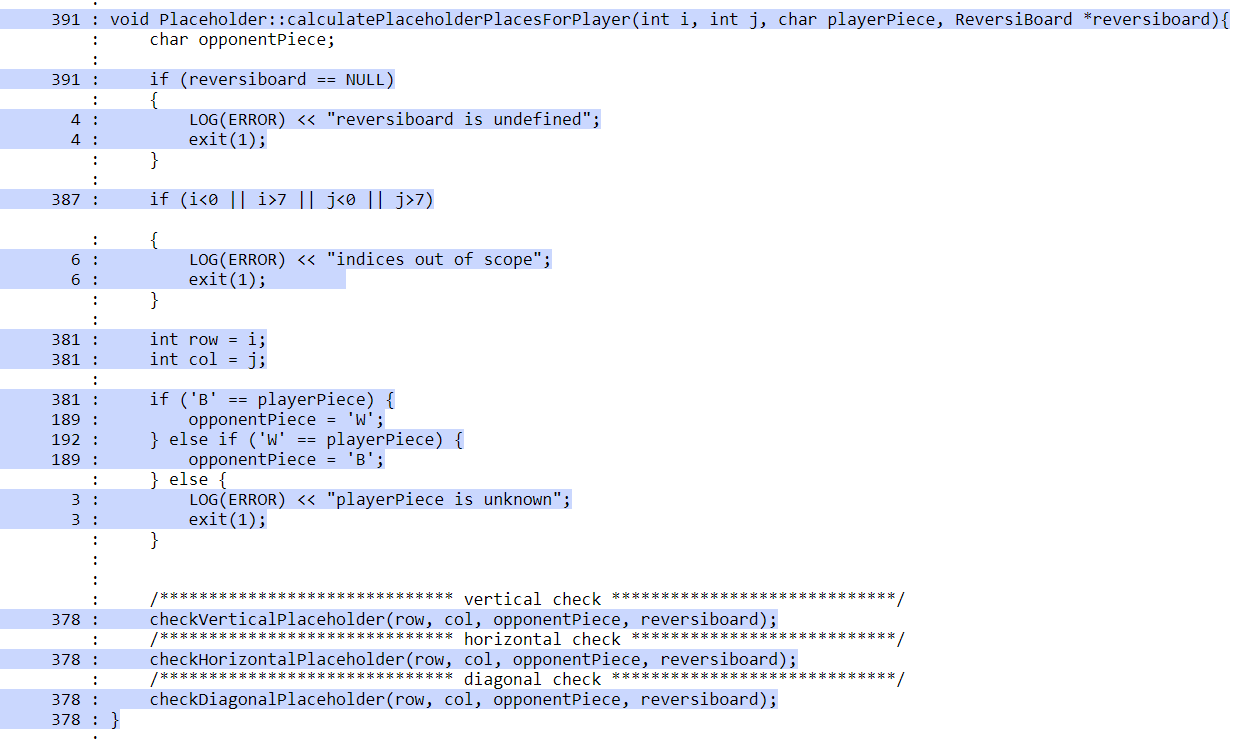 :
391 : void Placeholder::calculatePlaceholderPlacesForPlayer(int i, int j, char playerPiece, ReversiBoard *reversiboard){
    :     char opponentPiece;
    :
391 :     if (reversiboard == NULL)
    :     {
  4 :         LOG(ERROR) << "reversiboard is undefined";
  4 :         exit(1);
    :     }
    :
387 :     if (i<0 || i>7 || j<0 || j>7)
    :     {
  6 :         LOG(ERROR) << "indices out of scope";
  6 :         exit(1);
    :     }
    :
381 :     int row = i;
381 :     int col = j;
    :
381 :     if ('B' == playerPiece) {
189 :         opponentPiece = 'W';
192 :     } else if ('W' == playerPiece) {
189 :         opponentPiece = 'B';
    :     } else {
  3 :         LOG(ERROR) << "playerPiece is unknown";
  3 :         exit(1);
    :     }
    :
    :
    :     /****************************** vertical check *****************************/
378 :     checkVerticalPlaceholder(row, col, opponentPiece, reversiboard);
    :     /****************************** horizontal check ***************************/
378 :     checkHorizontalPlaceholder(row, col, opponentPiece, reversiboard);
    :     /****************************** diagonal check *****************************/
378 :     checkDiagonalPlaceholder(row, col, opponentPiece, reversiboard);
378 : }
    :